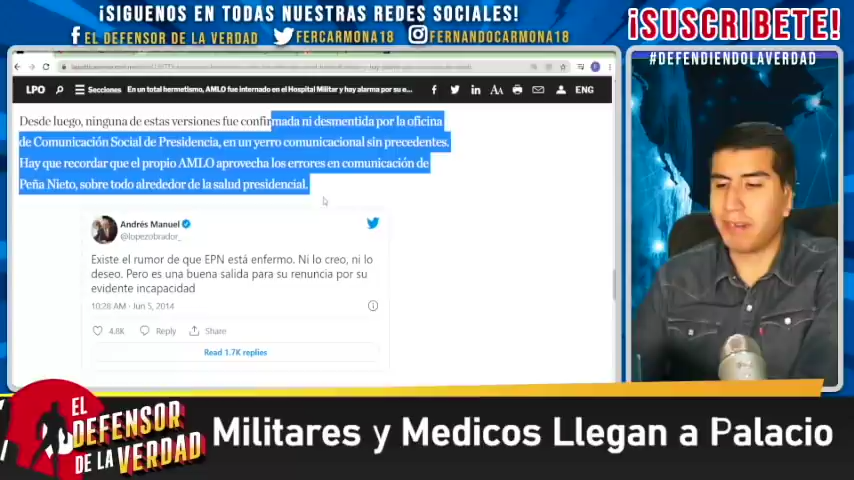 ¡SIGUENOS EN TODAS NUESTRAS REDES SOCIALES!
EL DEFENSOR DE LA VERDAD
FERCARMONA18
FERNANDOCARMONA18
¡SUSCRIBETE!
#DEFENDIENDOLAVERDAD
LPO
Secciones
En un total hermetismo, AMLO fue internado en el Hospital Militar y hay alarma por su e...
ENG
Desde luego, ninguna de estas versiones fue confirmada ni desmentida por la oficina
de Comunicación Social de Presidencia, en un yerro comunicacional sin precedentes.
Hay que recordar que el propio AMLO aprovecha los errores en comunicación de
Peña Nieto, sobre todo alrededor de la salud presidencial.
Andrés Manuel
@lopezobrador_
Existe el rumor de que EPN está enfermo. Ni lo creo, ni lo
deseo. Pero es una buena salida para su renuncia por su
evidente incapacidad
10:28 AM · Jun 5, 2014
4.8K Reply Share
Read 1.7K replies
EL
DEFENSOR
DE LA VERDAD
Militares y Medicos Llegan a Palacio